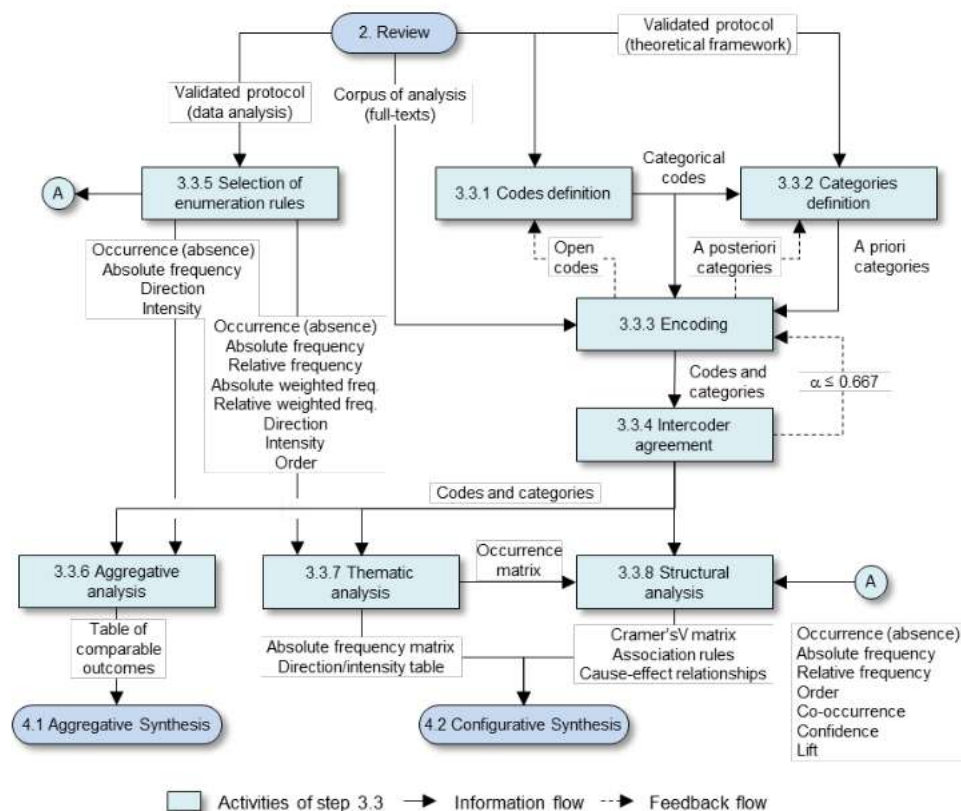 2. Review
Validated protocol
(theoretical framework)
Validated protocol
(data analysis)
Corpus of analysis
(full-texts)
A
3.3.5 Selection of
enumeration rules
3.3.1 Codes definition
Categorical
codes
3.3.2 Categories
definition
Occurrence (absence)
Absolute frequency
Direction
Intensity
Open
codes
A posteriori
categories
A priori
categories
Occurrence (absence)
Absolute frequency
Relative frequency
Absolute weighted freq.
Relative weighted freq.
Direction
Intensity
Order
3.3.3 Encoding
Codes and
categories
α ≤ 0.667
3.3.4 Intercoder
agreement
Codes and categories
3.3.6 Aggregative
analysis
3.3.7 Thematic
analysis
Occurrence
matrix
3.3.8 Structural
analysis
A
Table of
comparable
outcomes
Absolute frequency matrix
Direction/intensity table
Cramer'sV matrix
Association rules
Cause-effect relationships
Occurrence (absence)
Absolute frequency
Relative frequency
Order
Co-occurrence
Confidence
Lift
4.1 Aggregative Synthesis
4.2 Configurative Synthesis
Activities of step 3.3
Information flow
Feedback flow